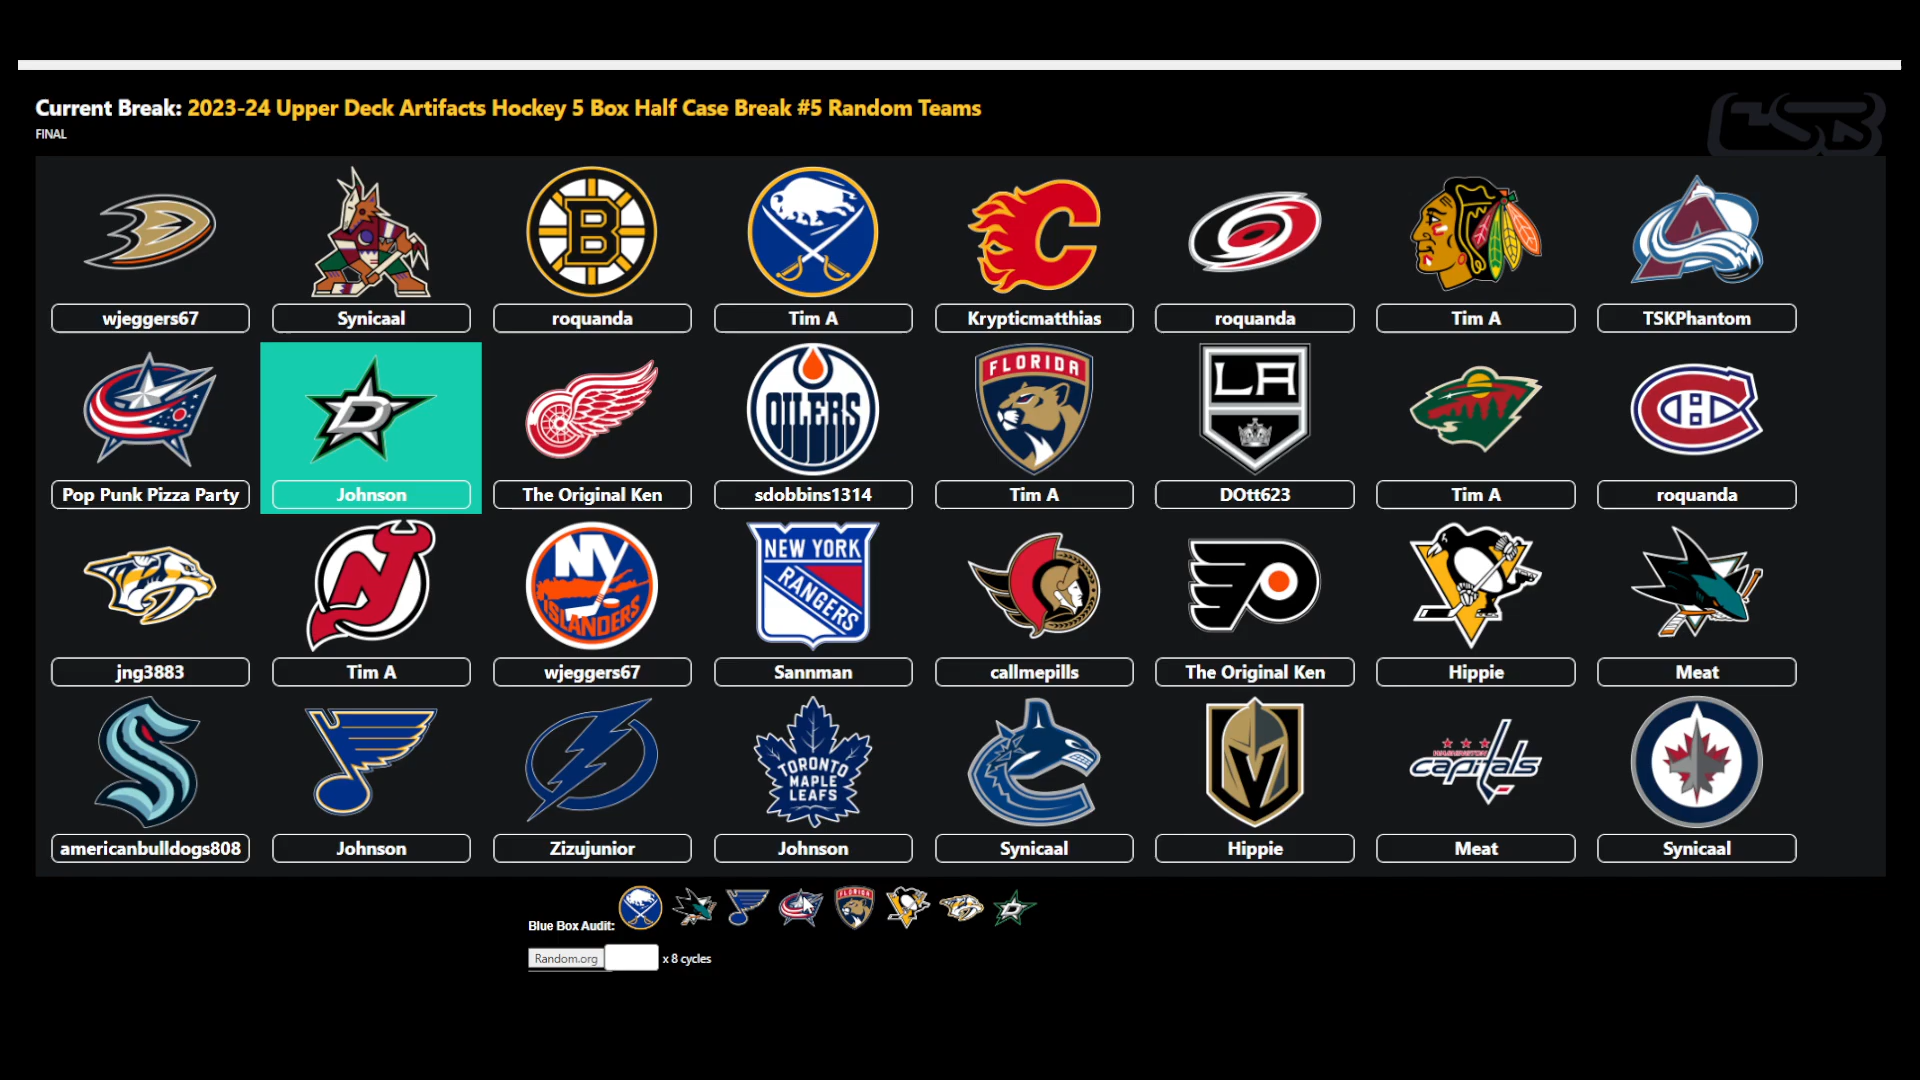 Current Break: 2023-24 Upper Deck Artifacts Hockey 5 Box Half Case Break #5 Random Teams
FINAL
CSB
B
C
wjeggers67 Synicaal roquanda Tim A Krypticmatthias roquanda Tim A TSKPhantom
D
OILERS
FLORIDA
LA
Pop Punk Pizza Party Johnson The Original Ken sdobbins1314 Tim A DOtt623 Tim A roquanda
NY
ISLANDERS
NEW YORK
RANGERS
jng3883 Tim A wjeggers67 Sannman callmepills The Original Ken Hippie Meat
TORONTO
MAPLE
LEAFS
WASHINGTON
capitals
americanbulldogs808 Johnson Zizujunior Johnson Synicaal Hippie Meat Synicaal
Blue Box Audit:
Random.org x 8 cycles